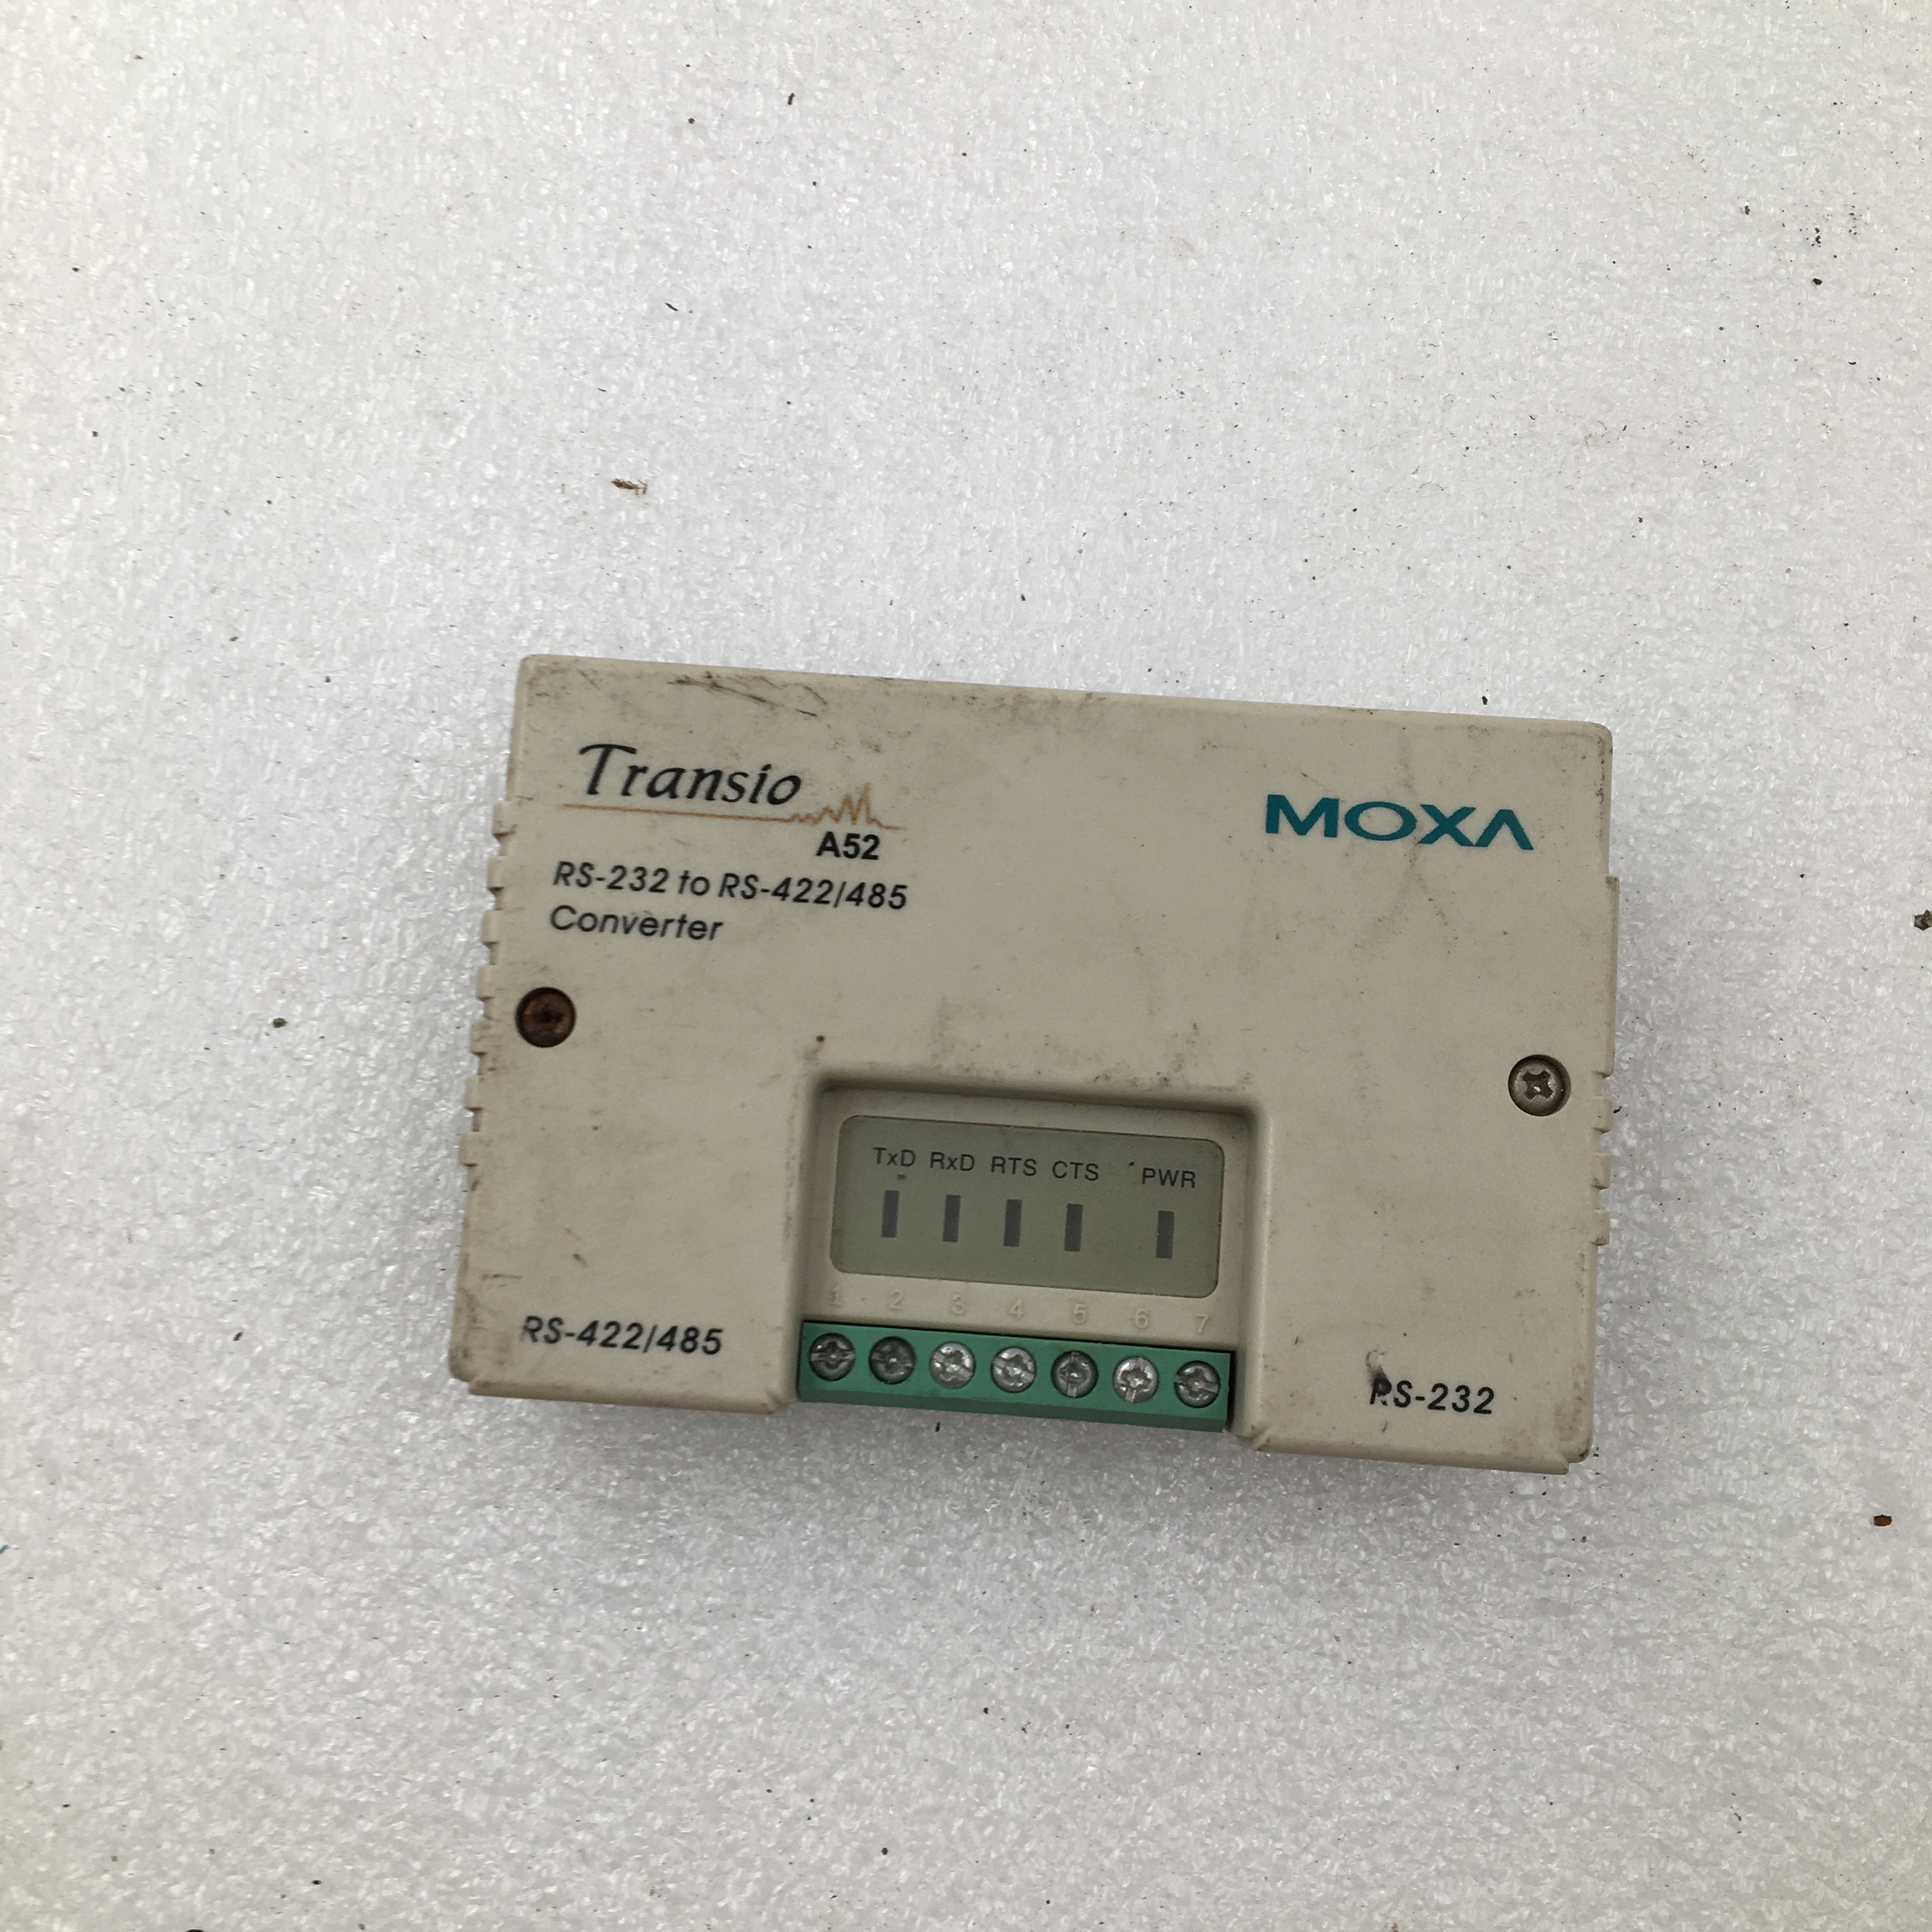 Transio
MOXA
A52
RS-232 to RS-422/485
Converter
TxD RxD RTS CTS PWR
1 2 3 4 5 6 7
RS-422/485
RS-232